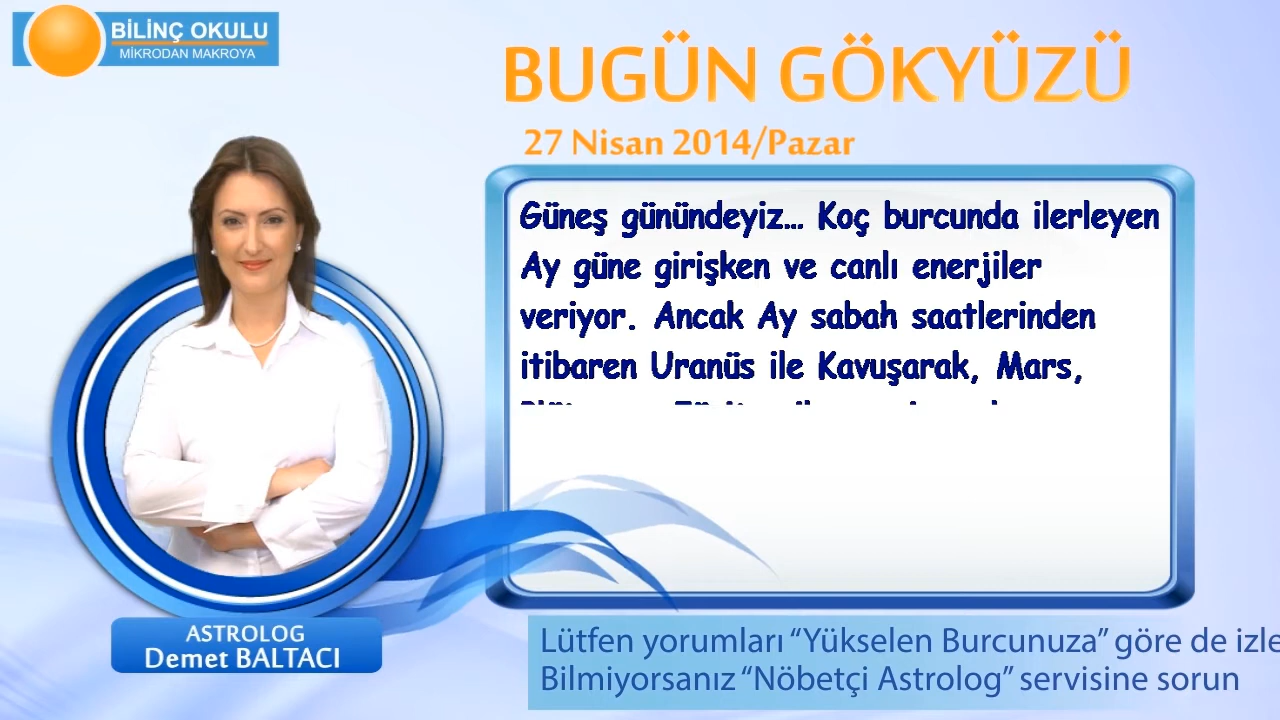 BİLİNÇ OKULU
MİKRODAN MAKROYA
BUGÜN GÖKYÜZÜ
27 Nisan 2014/Pazar
Güneş günündeyiz... Koç burcunda ilerleyen
Ay güne girişken ve canlı enerjiler
veriyor. Ancak Ay sabah saatlerinden
itibaren Uranüs ile Kavuşarak, Mars,
ASTROLOG
Demet BALTACI
Lütfen yorumları “Yükselen Burcunuza” göre de izle
Bilmiyorsanız “Nöbetçi Astrolog” servisine sorun